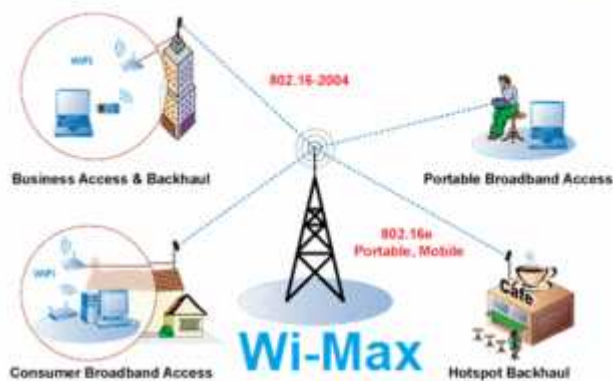 WiFi
802.16-2004
Business Access & Backhaul
Portable Broadband Access
802.16e
Portable, Mobile
WiFi
Cafe
Wi-Max
Consumer Broadband Access
Hotspot Backhaul